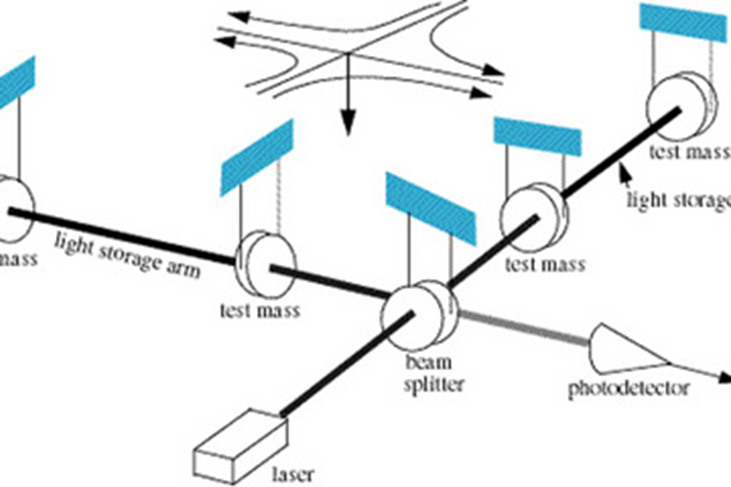 test mass
light storage
mass
light storage arm
test mass
test mass
beam
splitter
photodetector
laser